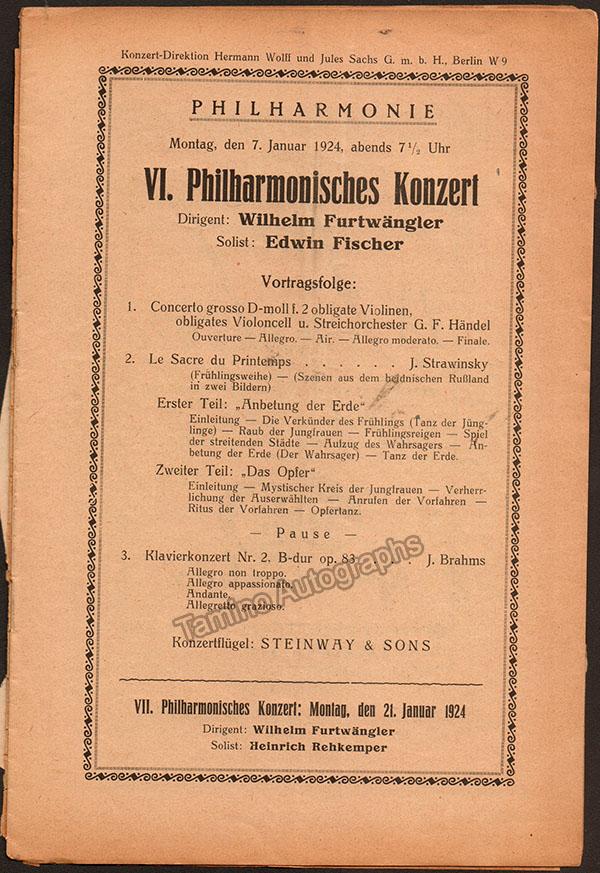 Konzert-Direktion Hermann Wolff und Jules Sachs G. m. b. H., Berlin W 9
PHILHARMONIE
Montag, den 7. Januar 1924, abends 7 1/2 Uhr
VI. Philharmonisches Konzert
Dirigent: Wilhelm Furtwängler
Solist: Edwin Fischer
Vortragsfolge:
1. Concerto grosso D-moll f. 2 obligate Violinen,
obligates Violoncell u. Streichorchester G. F. Händel
Ouverture — Allegro. — Air. — Allegro moderato. — Finale.
2. Le Sacre du Printemps . . . . . . J. Strawinsky
(Frühlingsweihe) — (Szenen aus dem heidnischen Rußland
in zwei Bildern)
Erster Teil: „Anbetung der Erde“
Einleitung — Die Verkünder des Frühlings (Tanz der Jüng-
linge) — Raub der Jungfrauen — Frühlingsreigen — Spiel
der streitenden Städte — Aufzug des Wahrsagers — An-
betung der Erde (Der Wahrsager) — Tanz der Erde.
Zweiter Teil: „Das Opfer“
Einleitung — Mystischer Kreis der Jungfrauen — Verherr-
lichung der Auserwählten — Anrufen der Vorfahren —
Ritus der Vorfahren — Opfertanz.
— Pause —
3. Klavierkonzert Nr. 2, B-dur op. 83 . . . . J. Brahms
Allegro non troppo.
Allegro appassionato.
Andante.
Allegretto grazioso.
Tamino Autographs
Konzertflügel: STEINWAY & SONS
VII. Philharmonisches Konzert: Montag, den 21. Januar 1924
Dirigent: Wilhelm Furtwängler
Solist: Heinrich Rehkemper